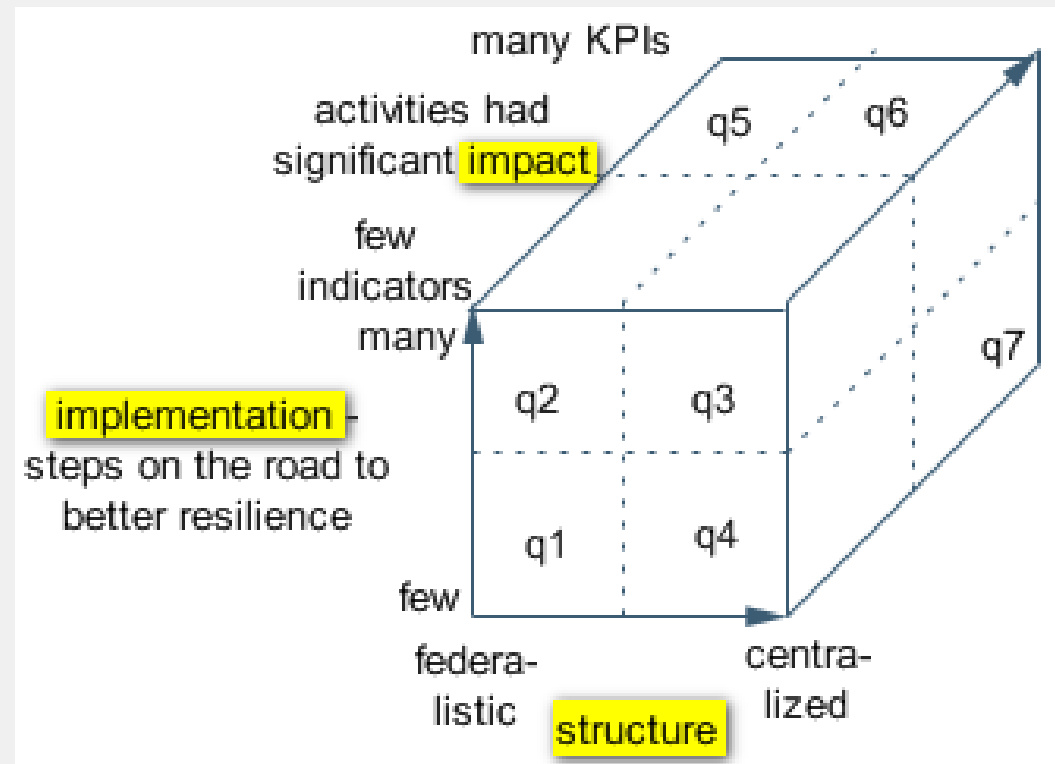 many KPIs
activities had
significant impact
few
indicators
many
implementation -
steps on the road to
better resilience
few
federa-
listic
structure
centra-
lized
q5
q6
q2
q3
q7
q1
q4